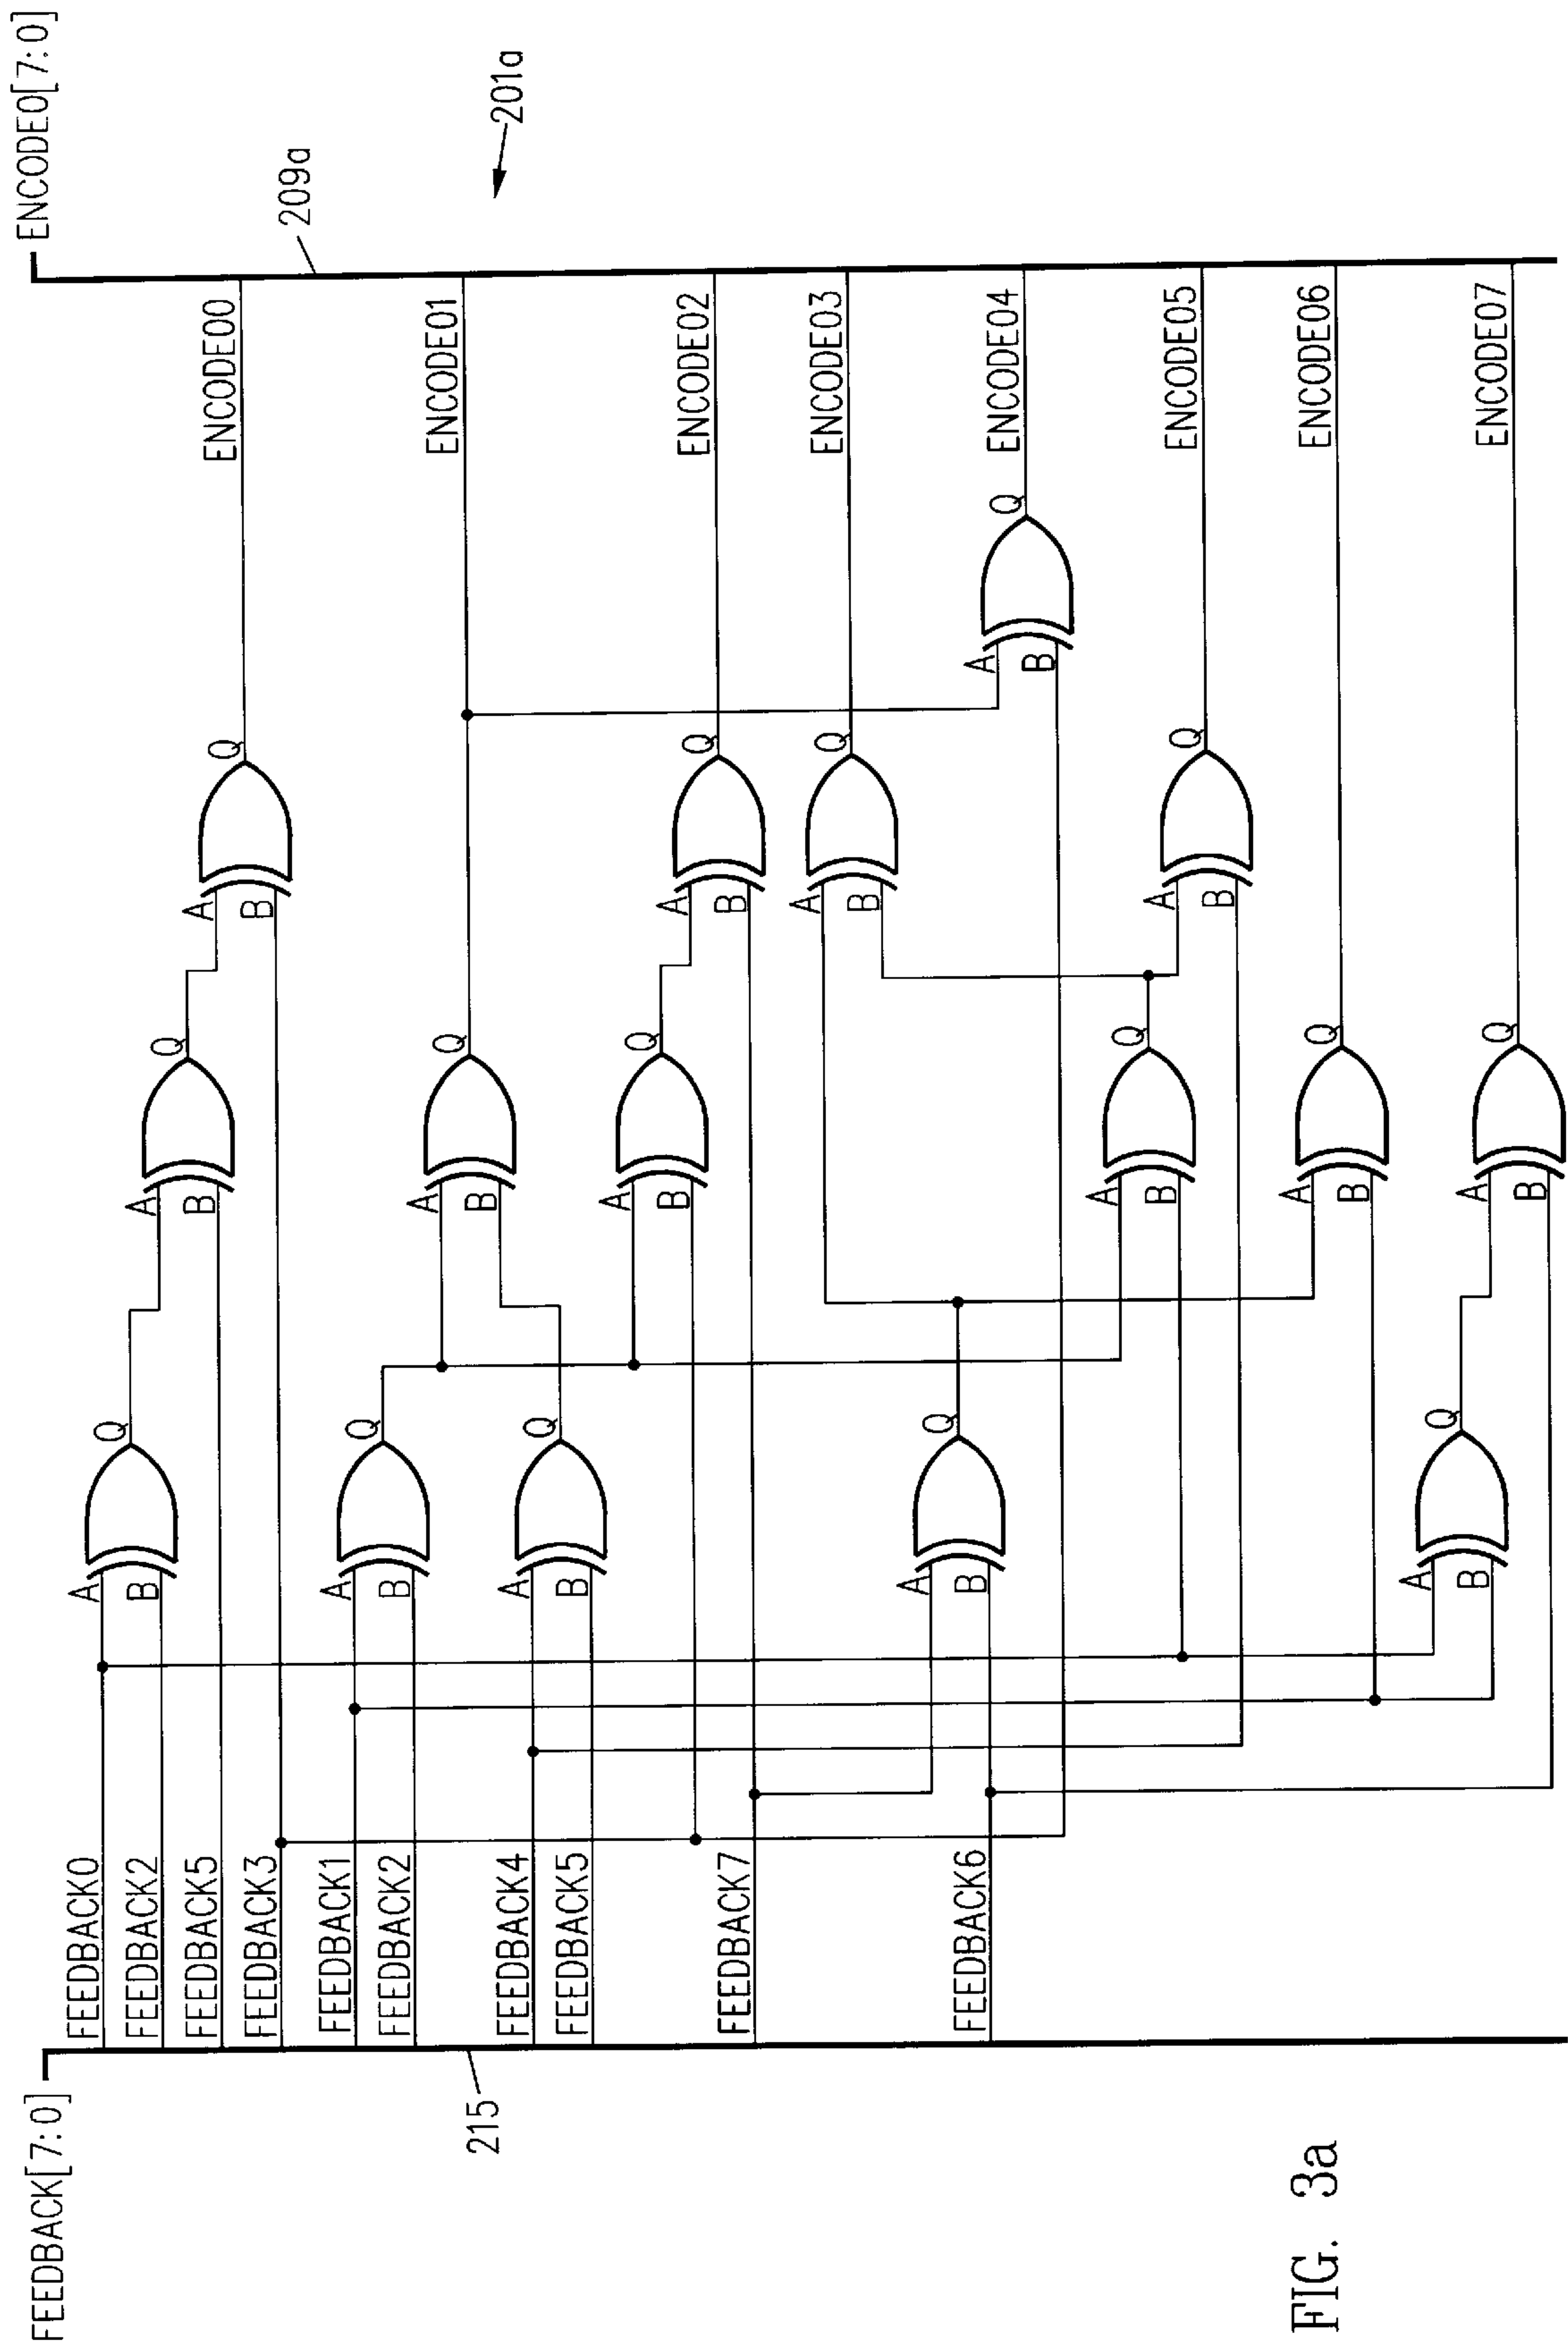 FEEDBACK[7:0]
ENCODE0[7:0]
215
209a
201a
FEEDBACK0
FEEDBACK2
FEEDBACK5
FEEDBACK3
FEEDBACK1
FEEDBACK2
FEEDBACK4
FEEDBACK5
FEEDBACK7
FEEDBACK6
A
B
Q
A
B
Q
A
B
Q
A
B
Q
A
B
Q
A
B
Q
A
B
Q
A
B
Q
A
B
Q
A
B
Q
A
B
Q
A
B
Q
A
B
Q
A
B
Q
A
B
Q
ENCODE00
ENCODE01
ENCODE02
ENCODE03
ENCODE04
ENCODE05
ENCODE06
ENCODE07
FIG. 3a